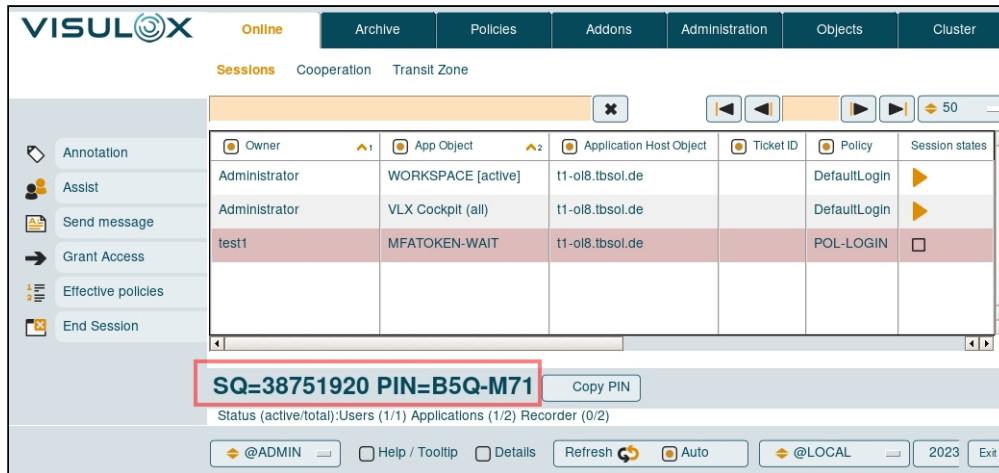 VISULOX
Online Archive Policies Addons Administration Objects Cluster
Sessions Cooperation Transit Zone
50
Owner 1 App Object 2 Application Host Object Ticket ID Policy Session states
Administrator WORKSPACE [active] t1-ol8.tbsol.de DefaultLogin
Administrator VLX Cockpit (all) t1-ol8.tbsol.de DefaultLogin
test1 MFATOKEN-WAIT t1-ol8.tbsol.de POL-LOGIN
Annotation
Assist
Send message
Grant Access
Effective policies
End Session
SQ=38751920 PIN=B5Q-M71 Copy PIN
Status (active/total):Users (1/1) Applications (1/2) Recorder (0/2)
@ADMIN Help / Tooltip Details Refresh Auto @LOCAL 2023 Exit